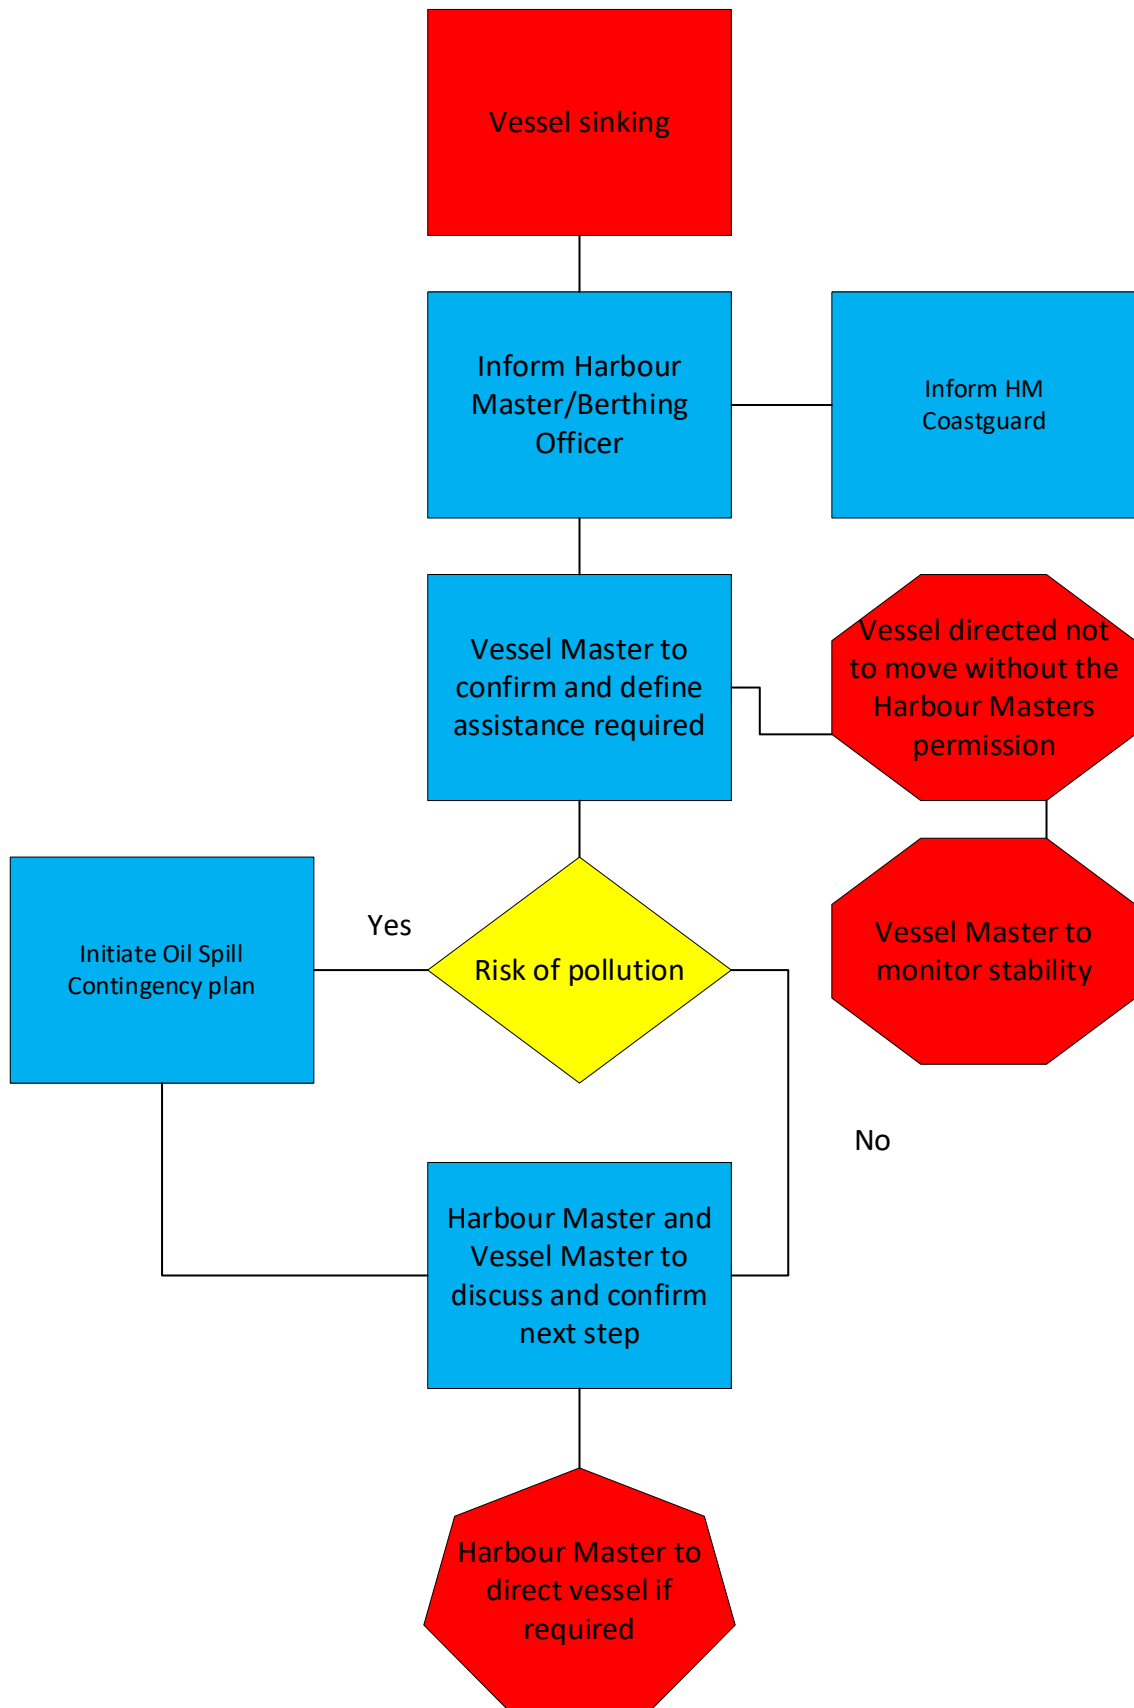 Vessel sinking
Inform Harbour
Master/Berthing
Officer
Inform HM
Coastguard
Vessel Master to
confirm and define
assistance required
Vessel directed not
to move without the
Harbour Masters
permission
Yes
Initiate Oil Spill
Contingency plan
Risk of pollution
Vessel Master to
monitor stability
No
Harbour Master and
Vessel Master to
discuss and confirm
next step
Harbour Master to
direct vessel if
required